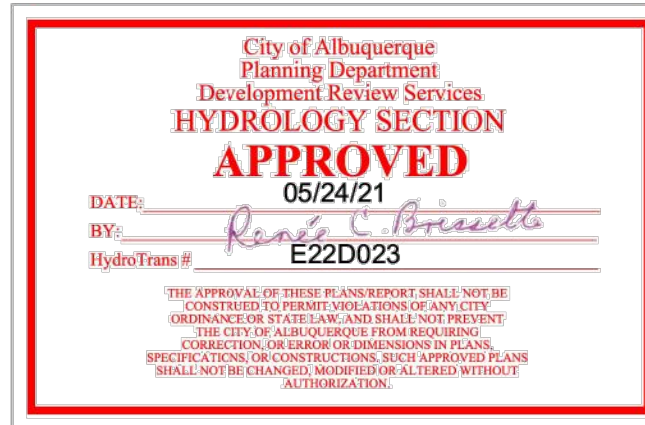 City of Albuquerque
Planning Department
Development Review Services
HYDROLOGY SECTION
APPROVED
DATE: 05/24/21
BY: Renée C. Brissette
HydroTrans # E22D023
THE APPROVAL OF THESE PLANS/REPORT SHALL NOT BE
CONSTRUED TO PERMIT VIOLATIONS OF ANY CITY
ORDINANCE OR STATE LAW, AND SHALL NOT PREVENT
THE CITY OF ALBUQUERQUE FROM REQUIRING
CORRECTION, OR ERROR OR DIMENSIONS IN PLANS,
SPECIFICATIONS, OR CONSTRUCTIONS. SUCH APPROVED PLANS
SHALL NOT BE CHANGED, MODIFIED OR ALTERED WITHOUT
AUTHORIZATION.